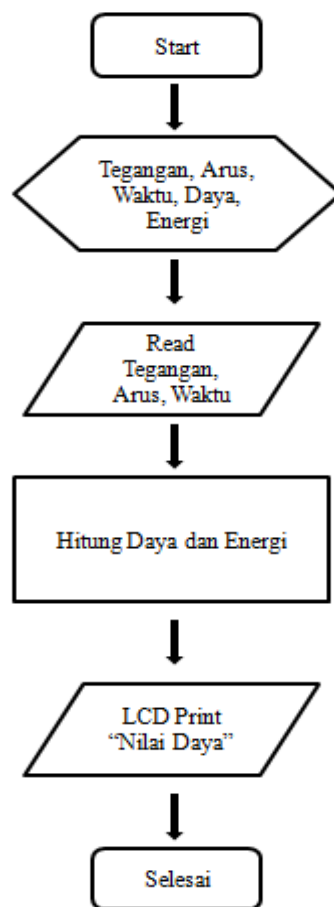 Start
Tegangan, Arus,
Waktu, Daya,
Energi
Read
Tegangan,
Arus, Waktu
Hitung Daya dan Energi
LCD Print
“Nilai Daya”
Selesai